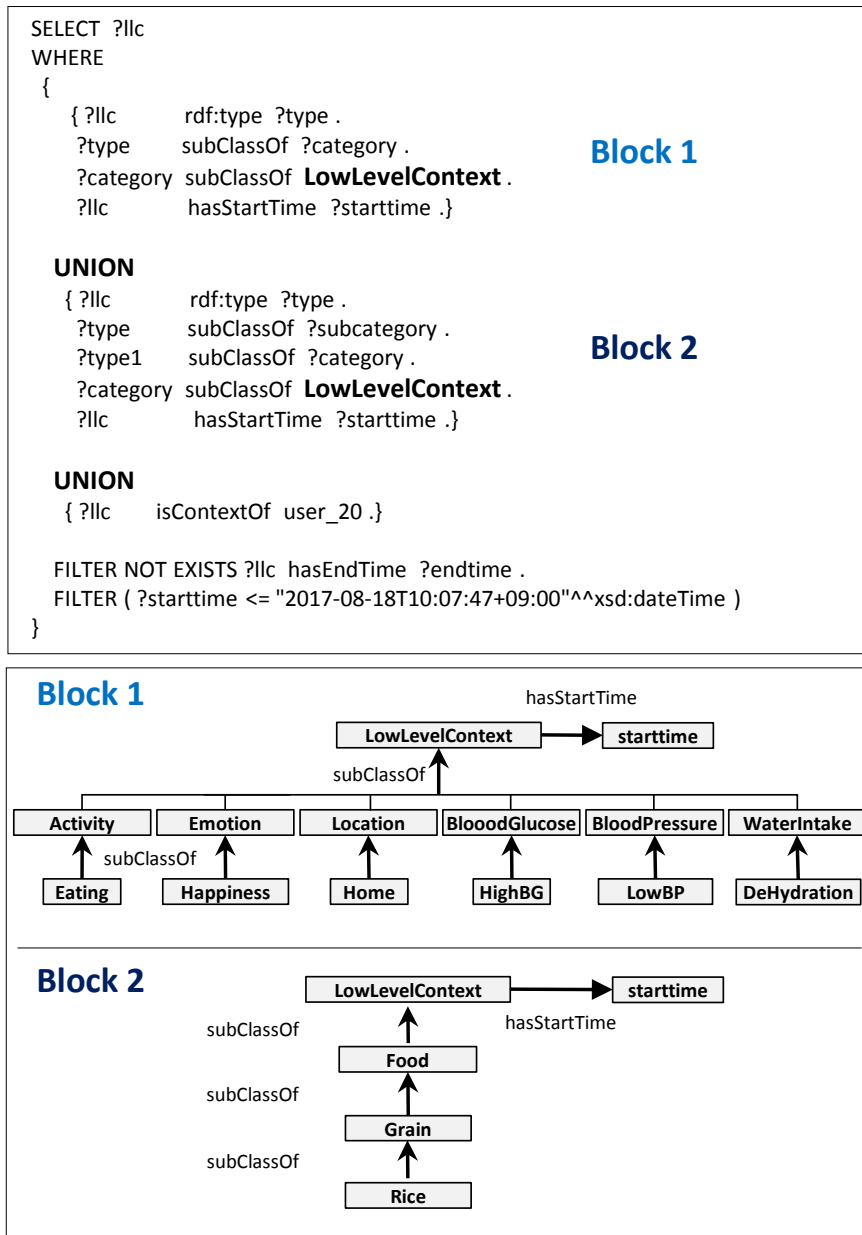 SELECT ?llc
WHERE
{
{ ?llc rdf:type ?type .
?type subClassOf ?category .
Block 1
?category subClassOf LowLevelContext .
?llc hasStartTime ?starttime .}
UNION
{ ?llc rdf:type ?type .
?type subClassOf ?subcategory .
Block 2
?type1 subClassOf ?category .
?category subClassOf LowLevelContext .
?llc hasStartTime ?starttime .}
UNION
{ ?llc isContextOf user_20 .}
FILTER NOT EXISTS ?llc hasEndTime ?endtime .
FILTER ( ?starttime <= "2017-08-18T10:07:47+09:00"^^xsd:dateTime )
}
Block 1
hasStartTime
LowLevelContext starttime
subClassOf
Activity Emotion Location BlooodGlucose BloodPressure WaterIntake
subClassOf
Eating Happiness Home HighBG LowBP DeHydration
Block 2
LowLevelContext starttime
hasStartTime
subClassOf
Food
subClassOf
Grain
subClassOf
Rice